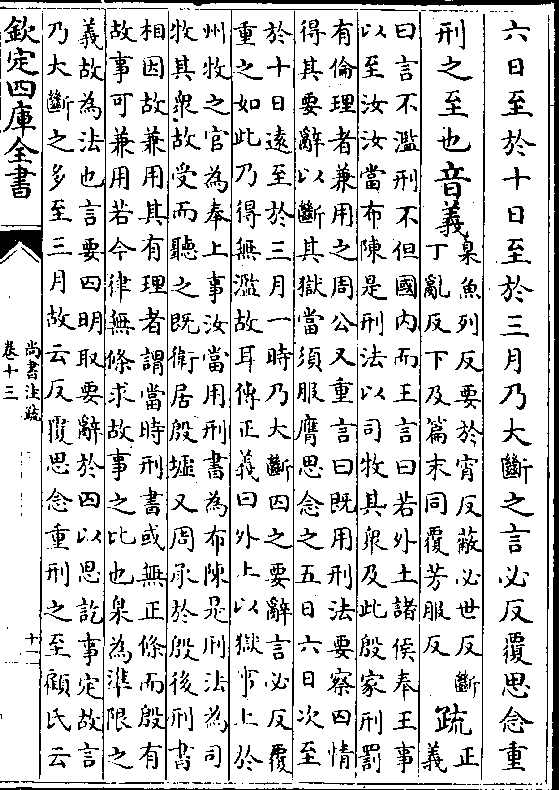 六日至於十日至於三月乃大斷之言必反覆思念重
刑之至也音義臬魚列反要於宵反蔽必世反斷
丁亂反下及篇末同覆芳服反疏正義
曰言不濫刑不但國内而王言曰若外土諸侯奉王事
以至汝汝當布陳是刑法以司牧其衆及此殷家刑罰
有倫理者兼用之周公又重言曰既用刑法要察囚情
得其要辭以斷其獄當須服膺思念之五日六日次至
於十日遠至於三月一時乃大斷囚之要辭言必反覆
重之如此乃得無濫故耳傳正義曰外上以獄事上於
州牧之官為奉上事汝當用刑書為布陳是刑法為司
牧其衆故受而聽之既衛居殷墟又周承於殷後刑書
相因故兼用其有理者謂當時刑書或無正條而殷有
故事可兼用若今律無條求故事之比也臬為準限之
義故為法也言要囚明取要辭於囚以思訖事定故言
乃大斷之多至三月故云反覆思念重刑之至顧氏云
欽定四庫全書
尚書注疏
卷十三